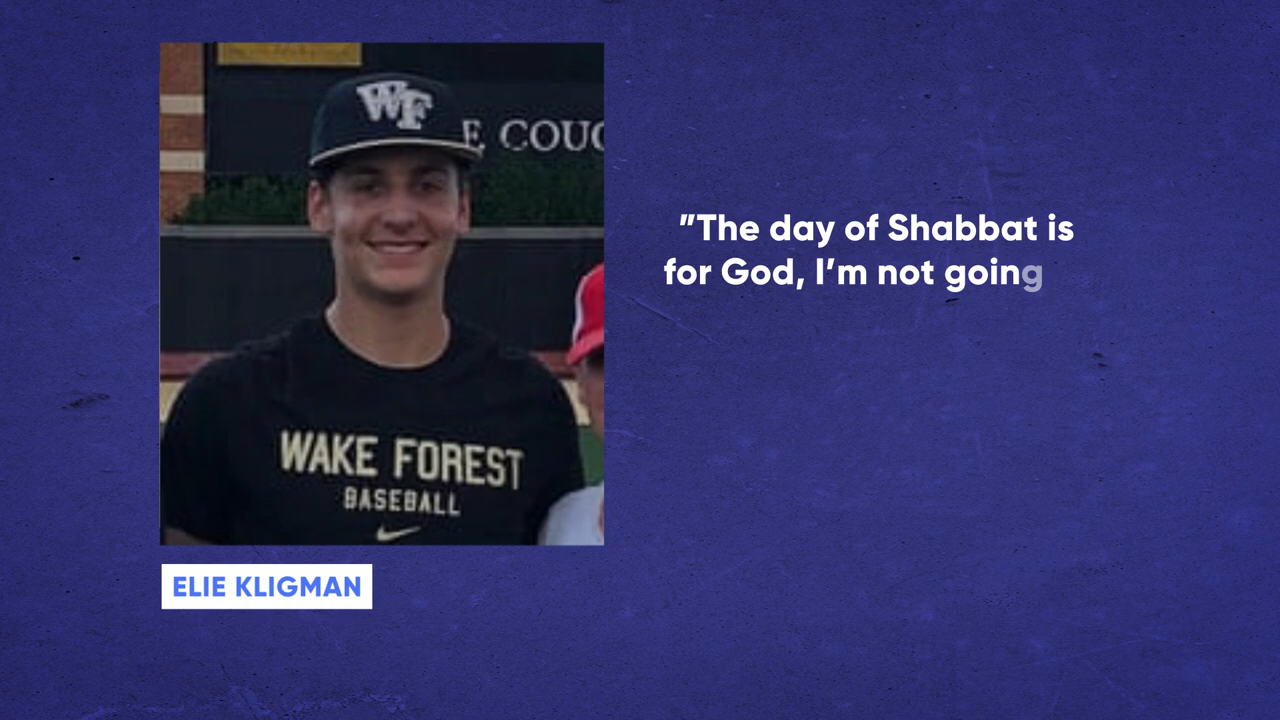 WF
E COUG
"The day of Shabbat is
for God, I'm not going
WAKE FOREST
BASEBALL
ELIE KLIGMAN